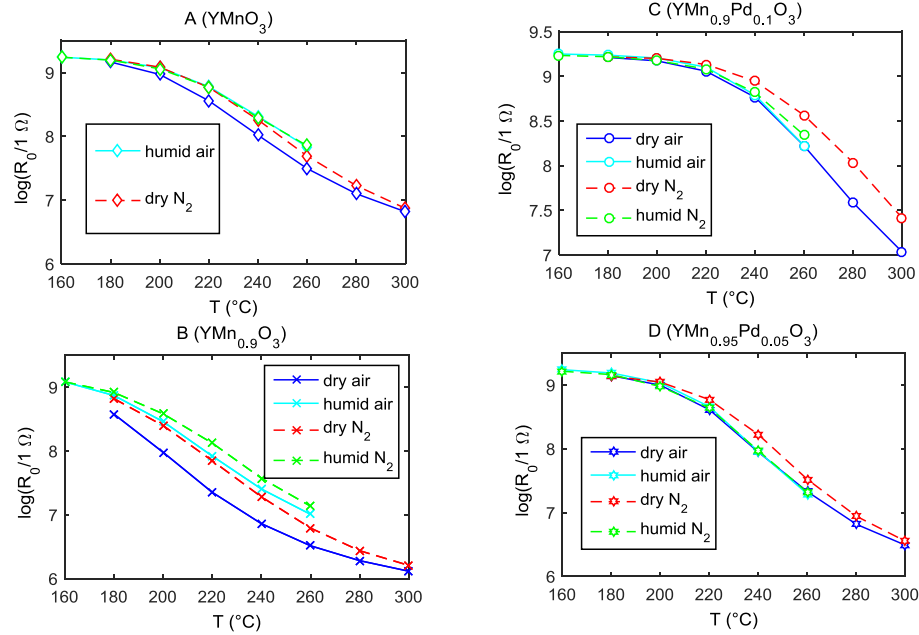 A (YMnO₃)
log(R₀/1 Ω)
9
8
7
6
humid air
dry N₂
160 180 200 220 240 260 280 300
T (°C)
C (YMn₀.₉Pd₀.₁O₃)
log(R₀/1 Ω)
9.5
9
8.5
8
7.5
7
dry air
humid air
dry N₂
humid N₂
160 180 200 220 240 260 280 300
T (°C)
B (YMn₀.₉O₃)
log(R₀/1 Ω)
9
8
7
6
dry air
humid air
dry N₂
humid N₂
160 180 200 220 240 260 280 300
T (°C)
D (YMn₀.₉₅Pd₀.₀₅O₃)
log(R₀/1 Ω)
9
8
7
6
dry air
humid air
dry N₂
humid N₂
160 180 200 220 240 260 280 300
T (°C)